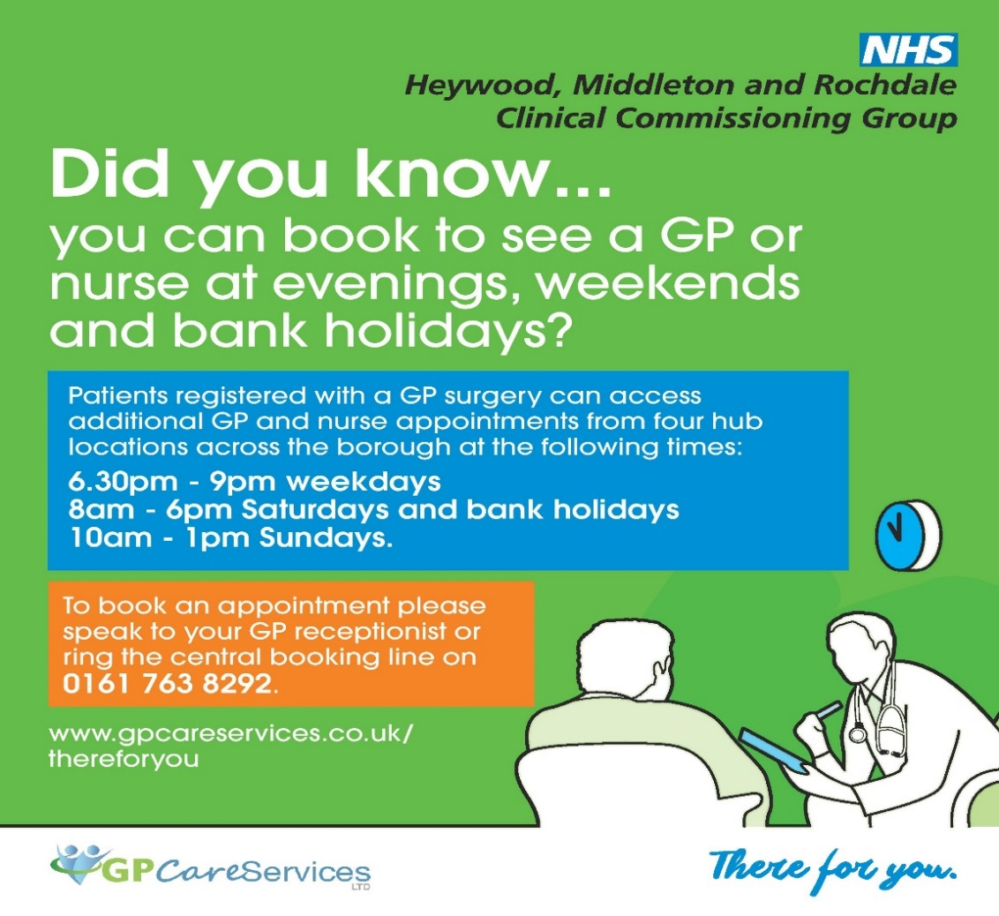 NHS
Heywood, Middleton and Rochdale
Clinical Commissioning Group
Did you know...
you can book to see a GP or
nurse at evenings, weekends
and bank holidays?
Patients registered with a GP surgery can access
additional GP and nurse appointments from four hub
locations across the borough at the following times:
6.30pm - 9pm weekdays
8am - 6pm Saturdays and bank holidays
10am - 1pm Sundays.
To book an appointment please
speak to your GP receptionist or
ring the central booking line on
0161 763 8292.
www.gpcareservices.co.uk/
thereforyou
GPCareServices
LTD
There for you.